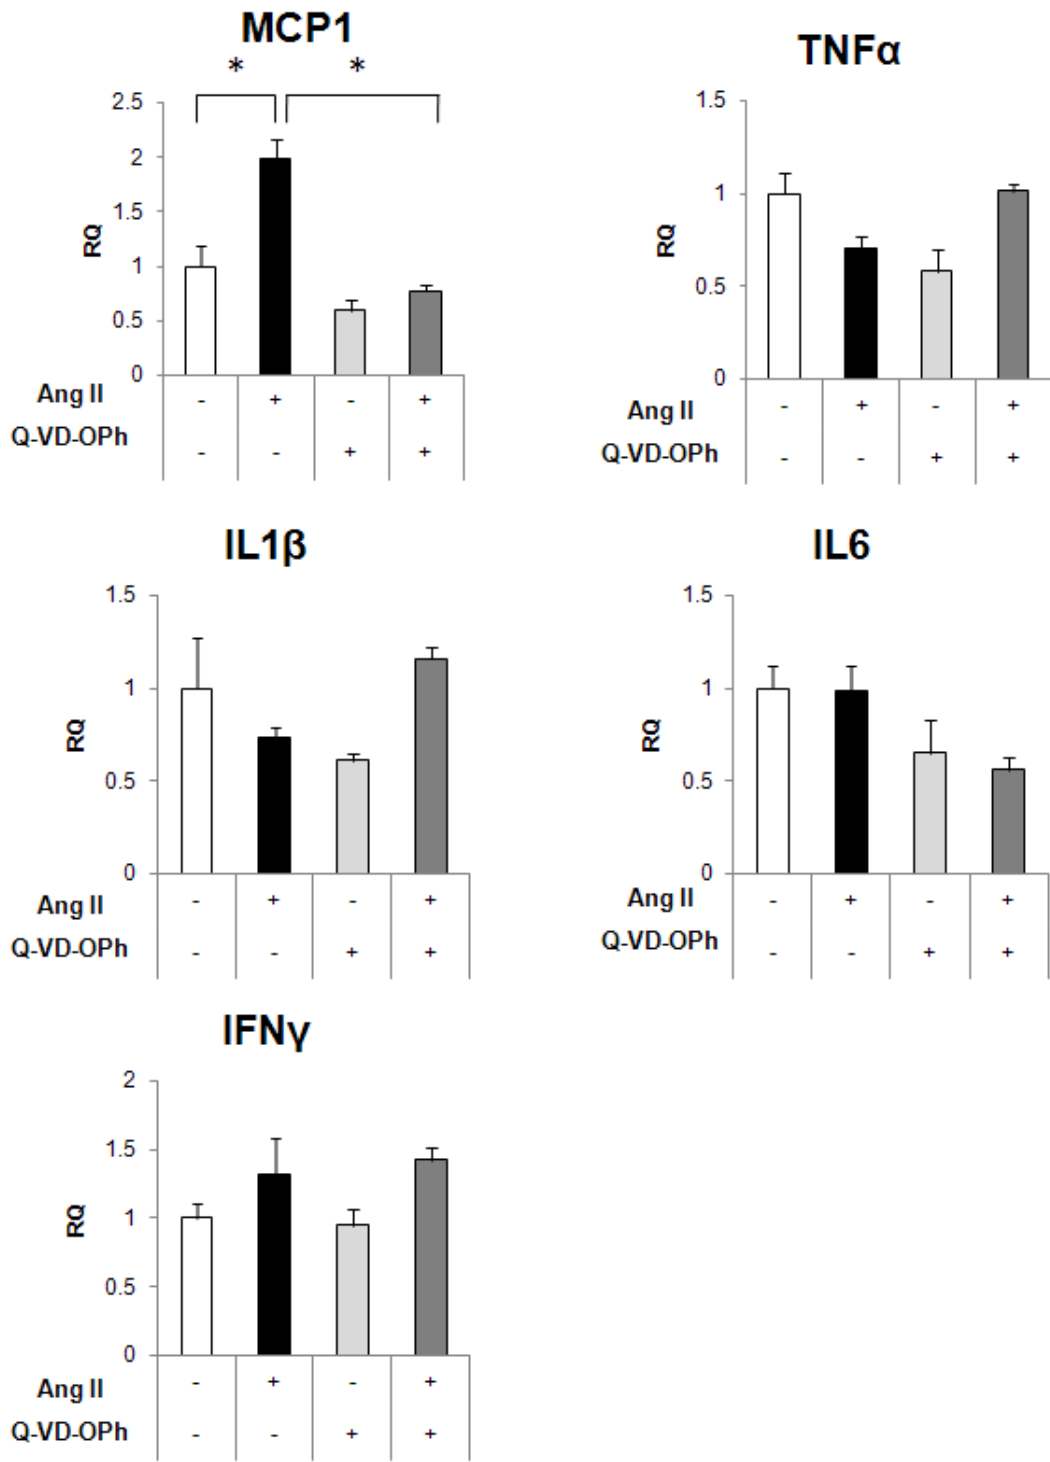 MCP1
* *
2.5
2
1.5
1
0.5
0
RQ
Ang II - + - +
Q-VD-OPh - - + +
TNFα
1.5
1
0.5
0
RQ
Ang II - + - +
Q-VD-OPh - - + +
IL1β
1.5
1
0.5
0
RQ
Ang II - + - +
Q-VD-OPh - - + +
IL6
1.5
1
0.5
0
RQ
Ang II - + - +
Q-VD-OPh - - + +
IFNγ
2
1.5
1
0.5
0
RQ
Ang II - + - +
Q-VD-OPh - - + +